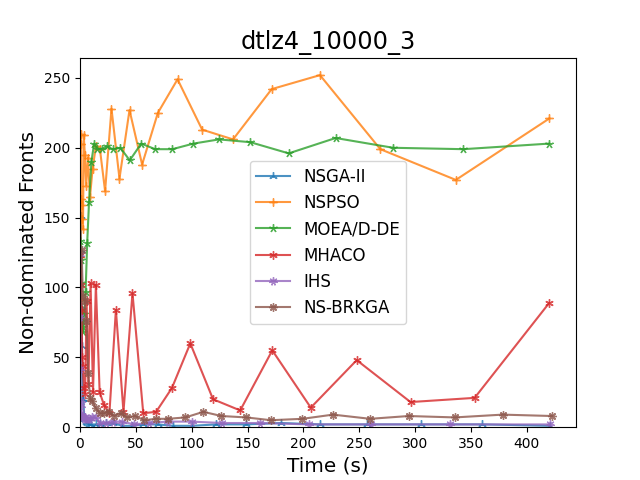 dtlz4_10000_3
Non-dominated Fronts
250
200
150
100
50
0
NSGA-II
NSPSO
MOEA/D-DE
MHACO
IHS
NS-BRKGA
0 50 100 150 200 250 300 350 400
Time (s)